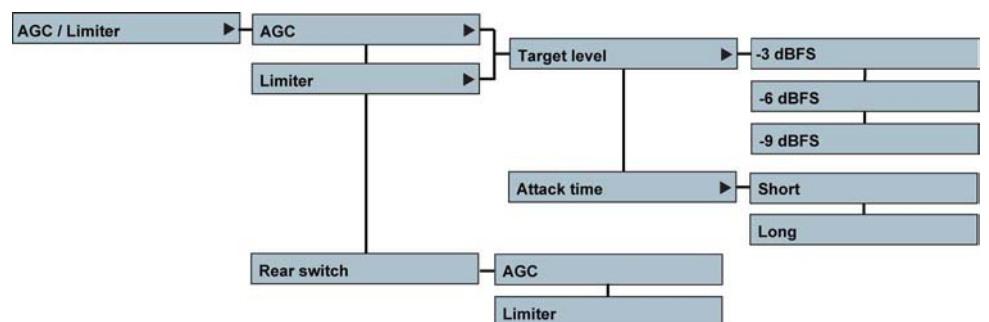 AGC / Limiter
AGC
Limiter
Target level
-3 dBFS
-6 dBFS
-9 dBFS
Attack time
Short
Long
Rear switch
AGC
Limiter